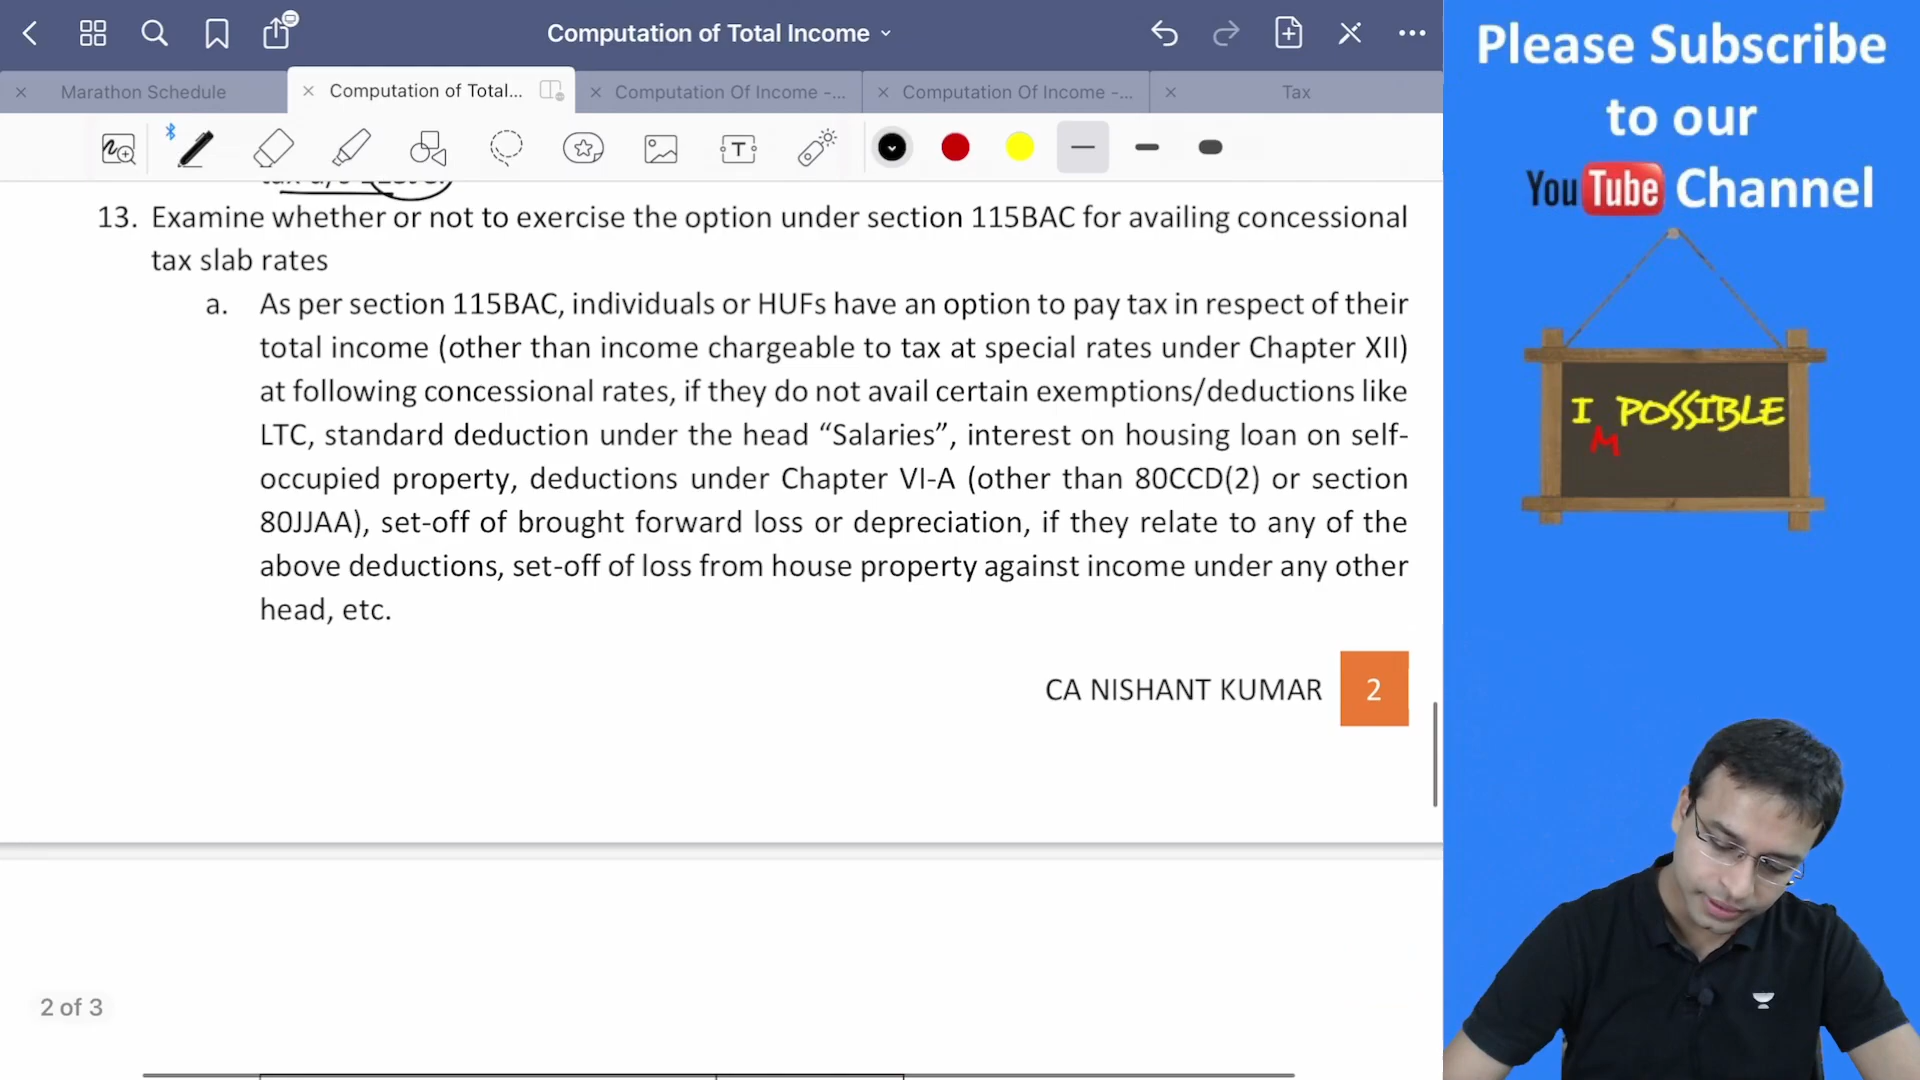 Computation of Total Income
Marathon Schedule
Computation of Total...
Computation Of Income -...
Computation Of Income -...
Tax
T
13. Examine whether or not to exercise the option under section 115BAC for availing concessional
tax slab rates
a. As per section 115BAC, individuals or HUFs have an option to pay tax in respect of their
total income (other than income chargeable to tax at special rates under Chapter XII)
at following concessional rates, if they do not avail certain exemptions/deductions like
LTC, standard deduction under the head “Salaries”, interest on housing loan on self-
occupied property, deductions under Chapter VI-A (other than 80CCD(2) or section
80JJAA), set-off of brought forward loss or depreciation, if they relate to any of the
above deductions, set-off of loss from house property against income under any other
head, etc.
CA NISHANT KUMAR 2
2 of 3
Please Subscribe
to our
YouTube Channel
I POSSIBLE
M